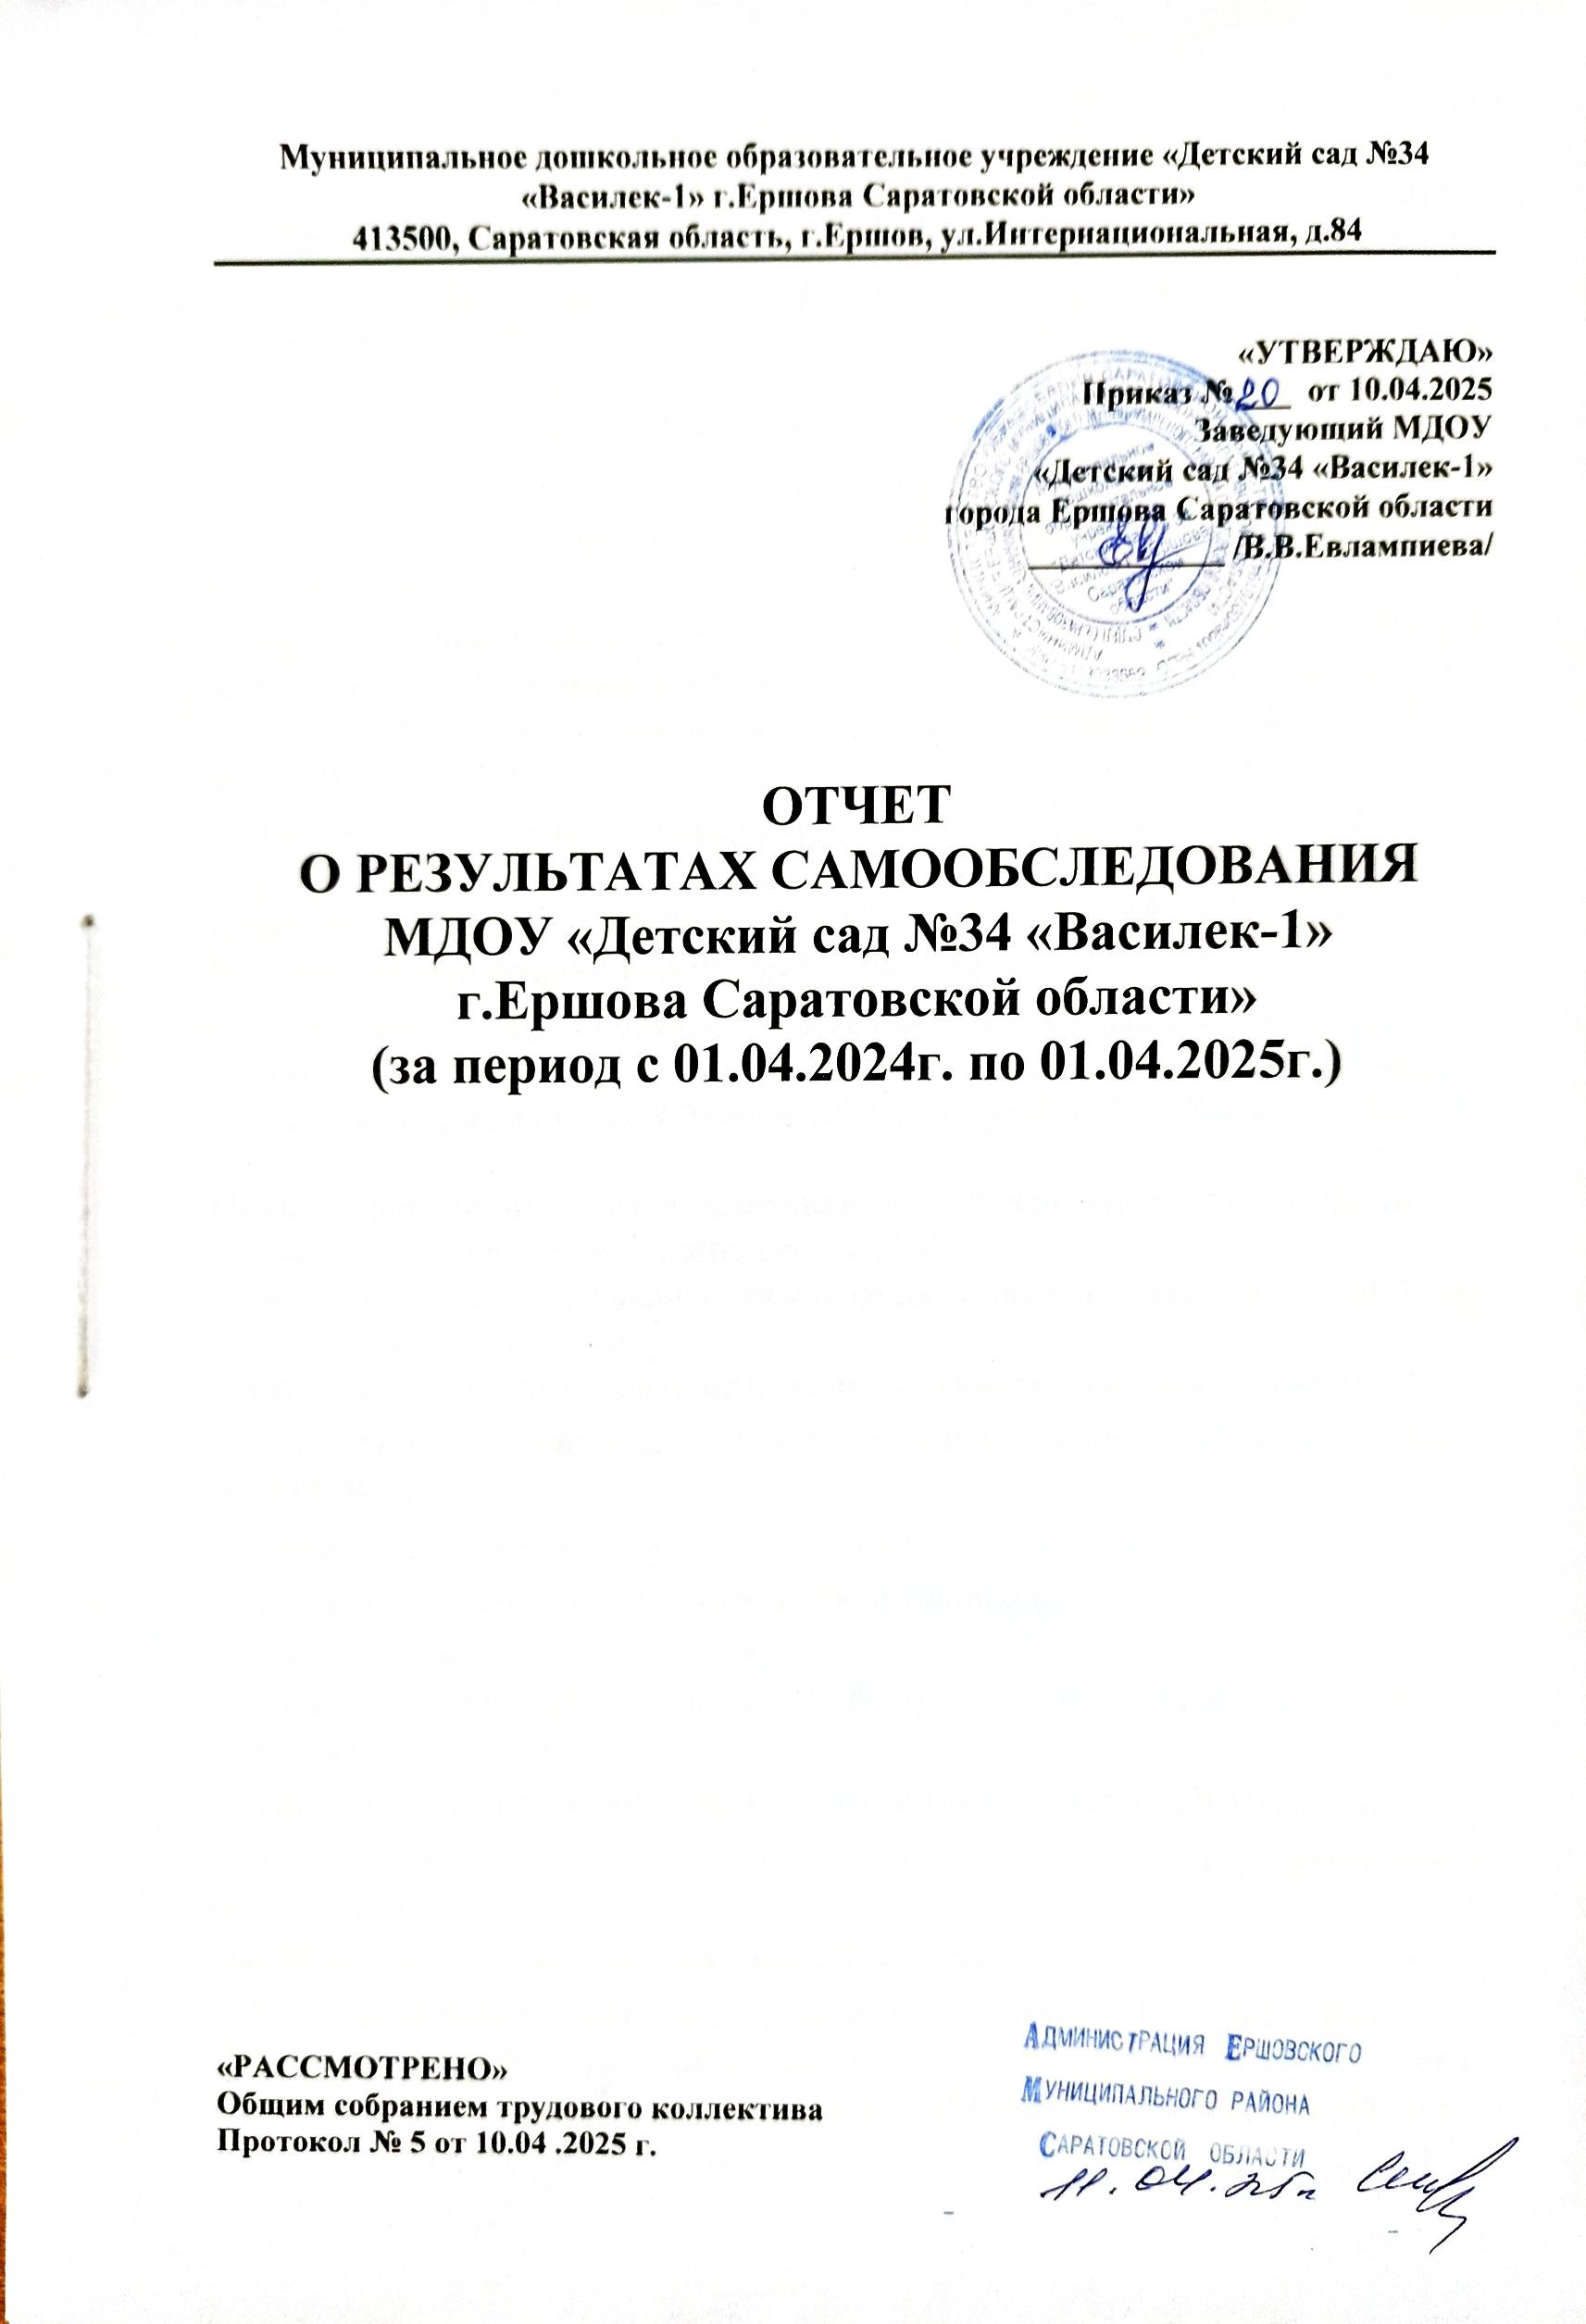 Муниципальное дошкольное образовательное учреждение «Детский сад №34
«Василек-1» г.Ершова Саратовской области»
413500, Саратовская область, г.Ершов, ул.Интернациональная, д.84
«УТВЕРЖДАЮ»
Приказ №20 от 10.04.2025
Заведующий МДОУ
«Детский сад №34 «Василек-1»
города Ершова Саратовской области
/В.В.Евлампиева/
ОТЧЕТ
О РЕЗУЛЬТАТАХ САМООБСЛЕДОВАНИЯ
МДОУ «Детский сад №34 «Василек-1»
г.Ершова Саратовской области»
(за период с 01.04.2024г. по 01.04.2025г.)
«РАССМОТРЕНО»
Общим собранием трудового коллектива
Протокол № 5 от 10.04 .2025 г.
АДМИНИСТРАЦИЯ ЕРШОВСКОГО
МУНИЦИПАЛЬНОГО РАЙОНА
САРАТОВСКОЙ ОБЛАСТИ
11.04.25г